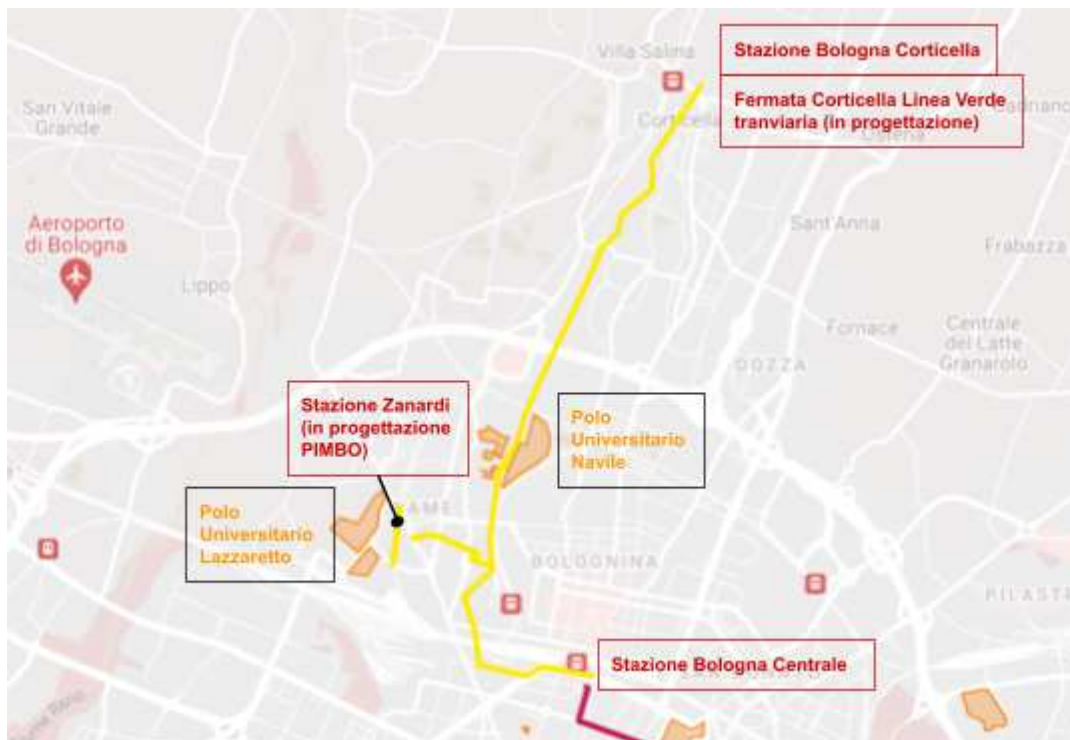 Villa Salina
Stazione Bologna Corticella
San Vitale
Grande
Fermata Corticella Linea Verde
tranviaria (in progettazione)
Corticella
Aeroporto
di Bologna
Sant'Anna
Frabazza
Lippo
Fornace
Centrale
del Latte
Granarolo
DOZZA
Stazione Zanardi
(in progettazione
PIMBO)
Polo
Universitario
Navile
Polo
Universitario
Lazzaretto
BOLOGNINA
Stazione Bologna Centrale